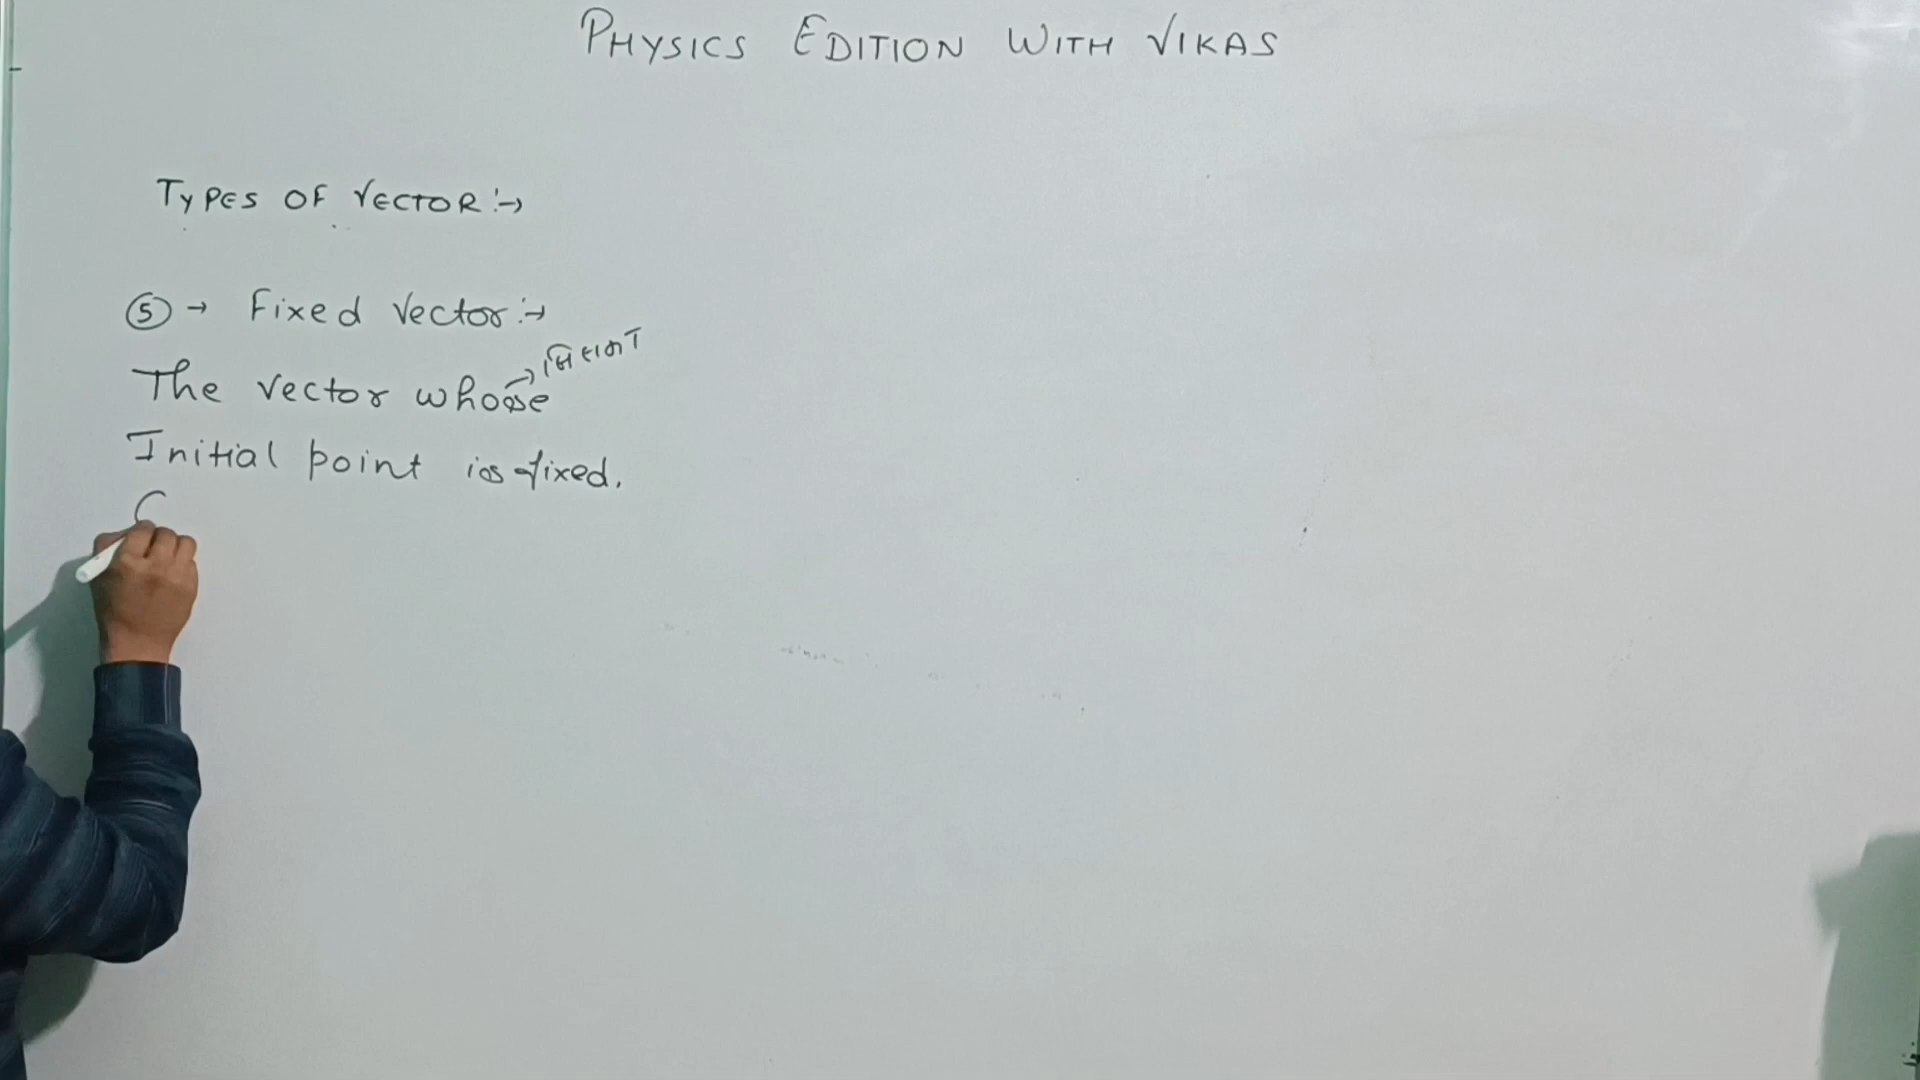 PHYSICS EDITION WITH VIKAS
TYPES OF VECTOR :→
⑤ → Fixed Vector :→
→ जिसका
The vector whose
Initial point is fixed.
(